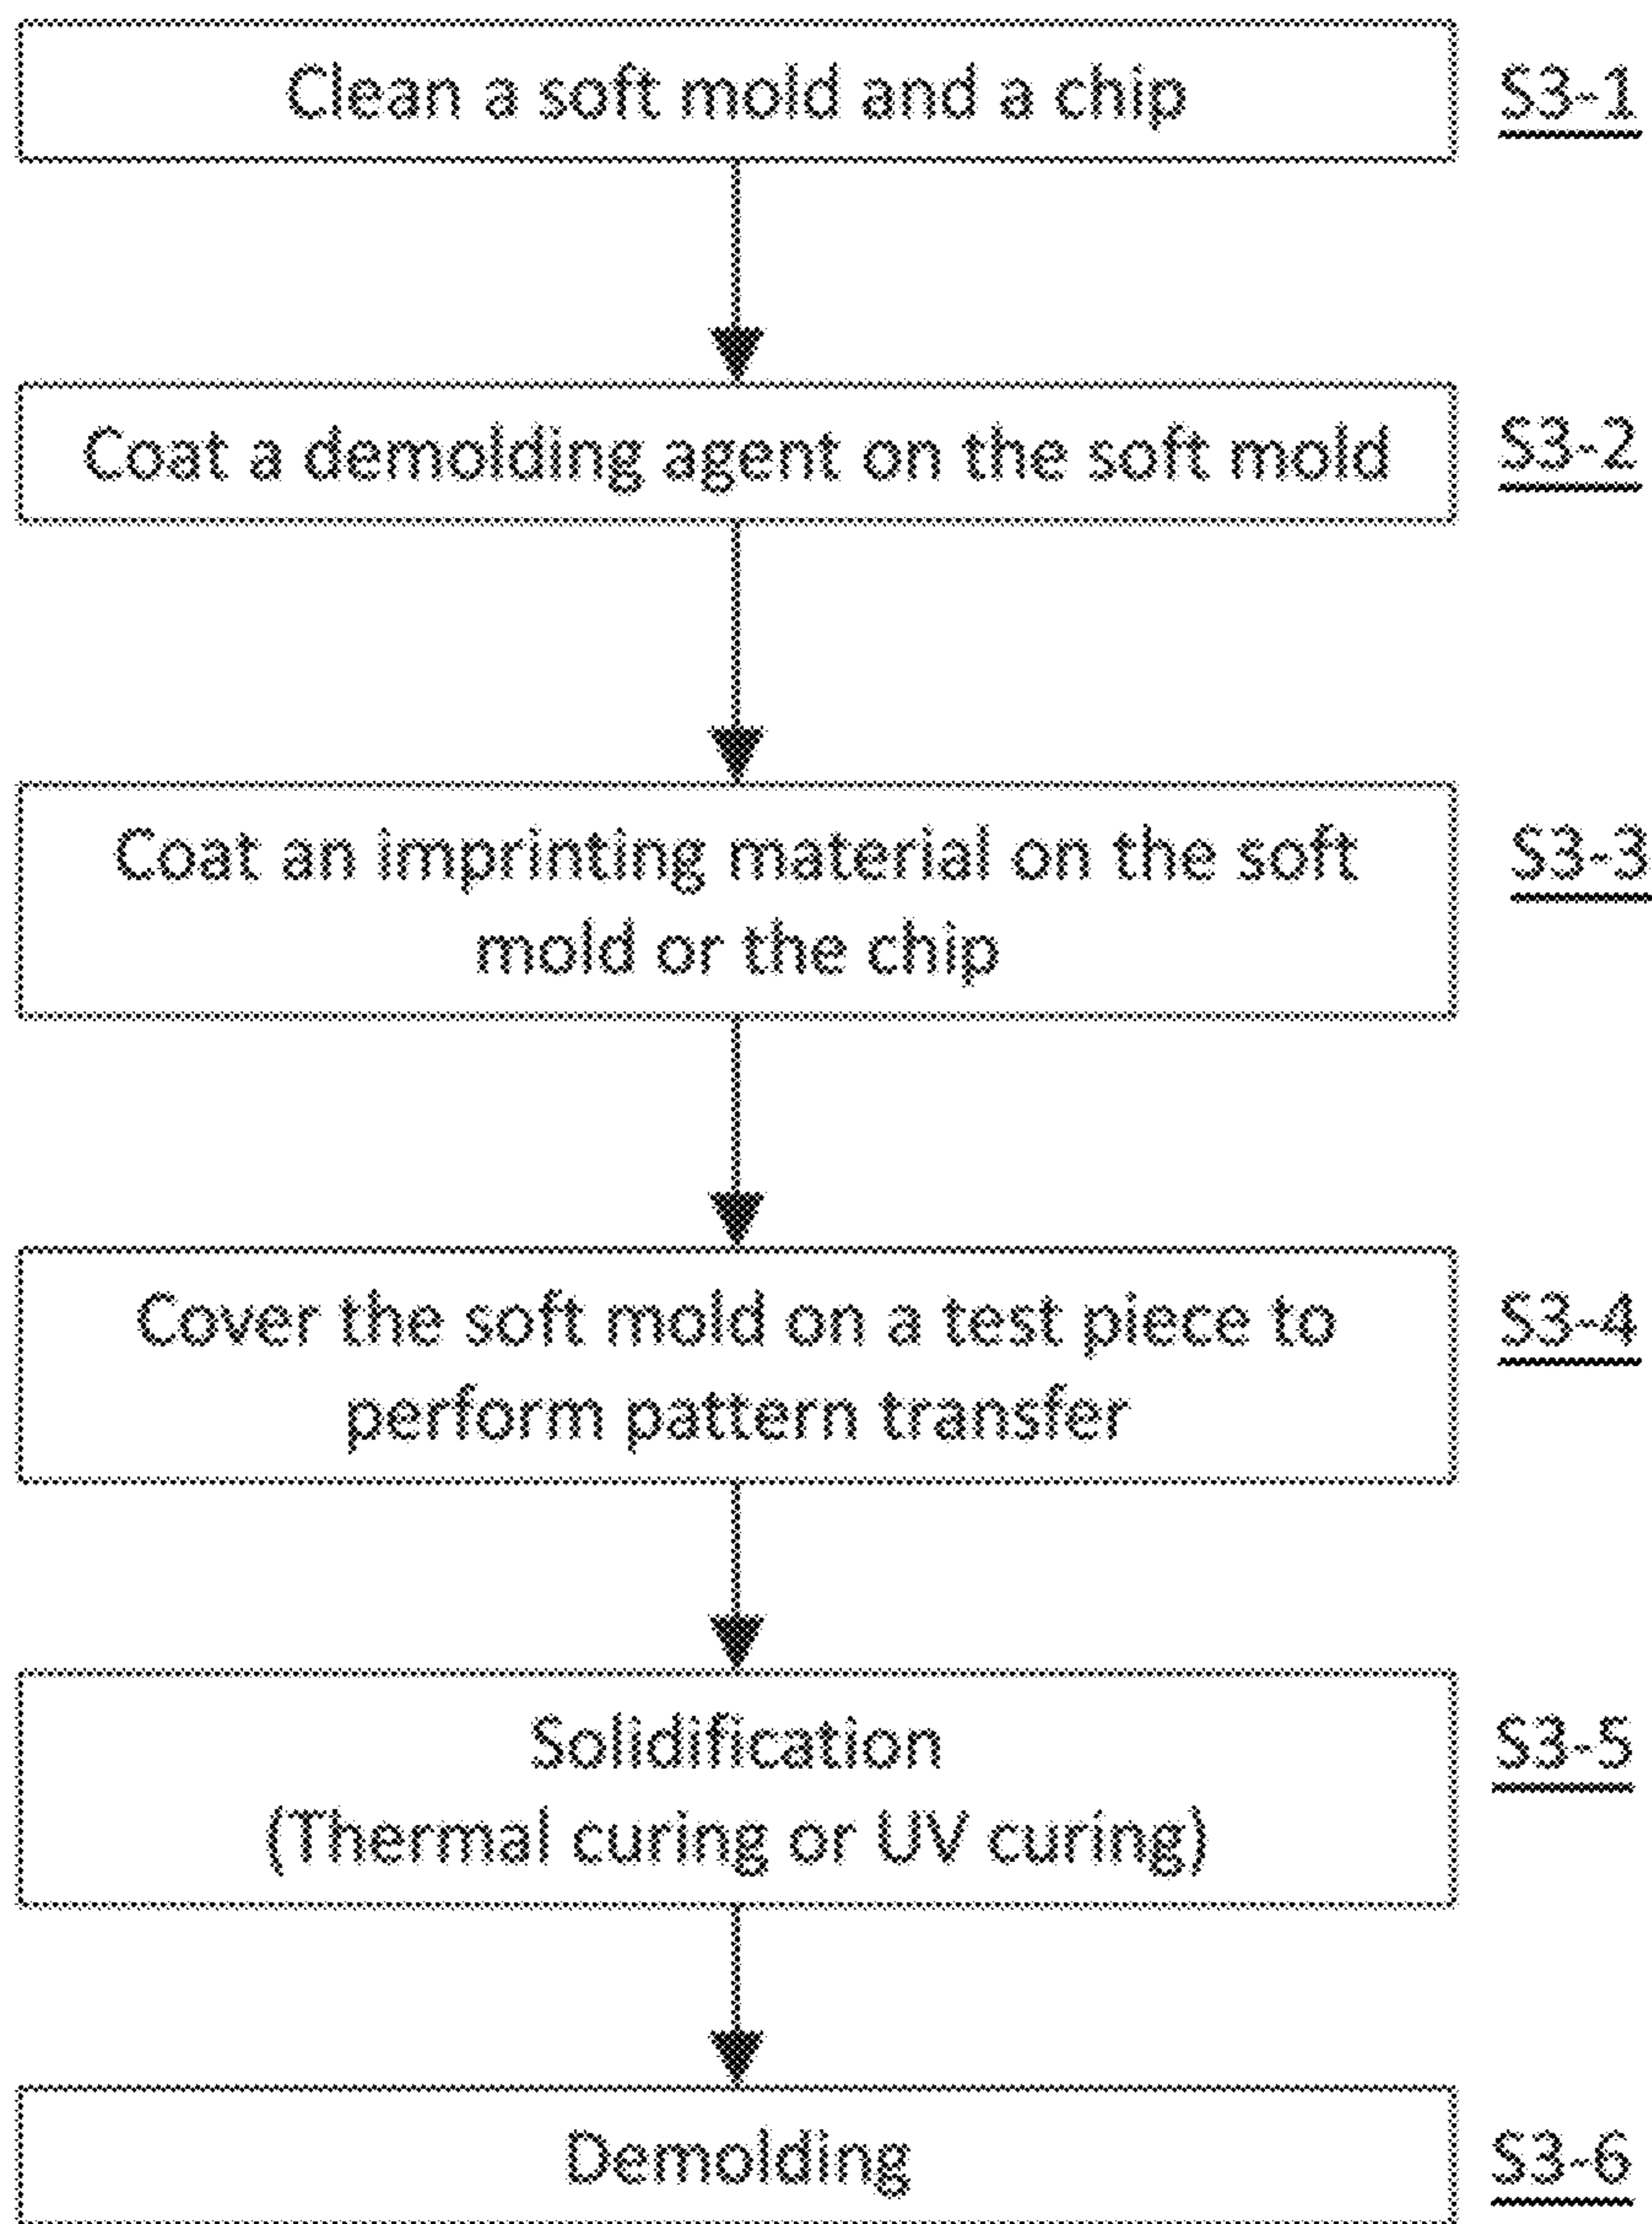 Clean a soft mold and a chip
S3-1
Coat a demolding agent on the soft mold
S3-2
Coat an imprinting material on the soft
mold or the chip
S3-3
Cover the soft mold on a test piece to
perform pattern transfer
S3-4
Solidification
(Thermal curing or UV curing)
S3-5
Demolding
S3-6